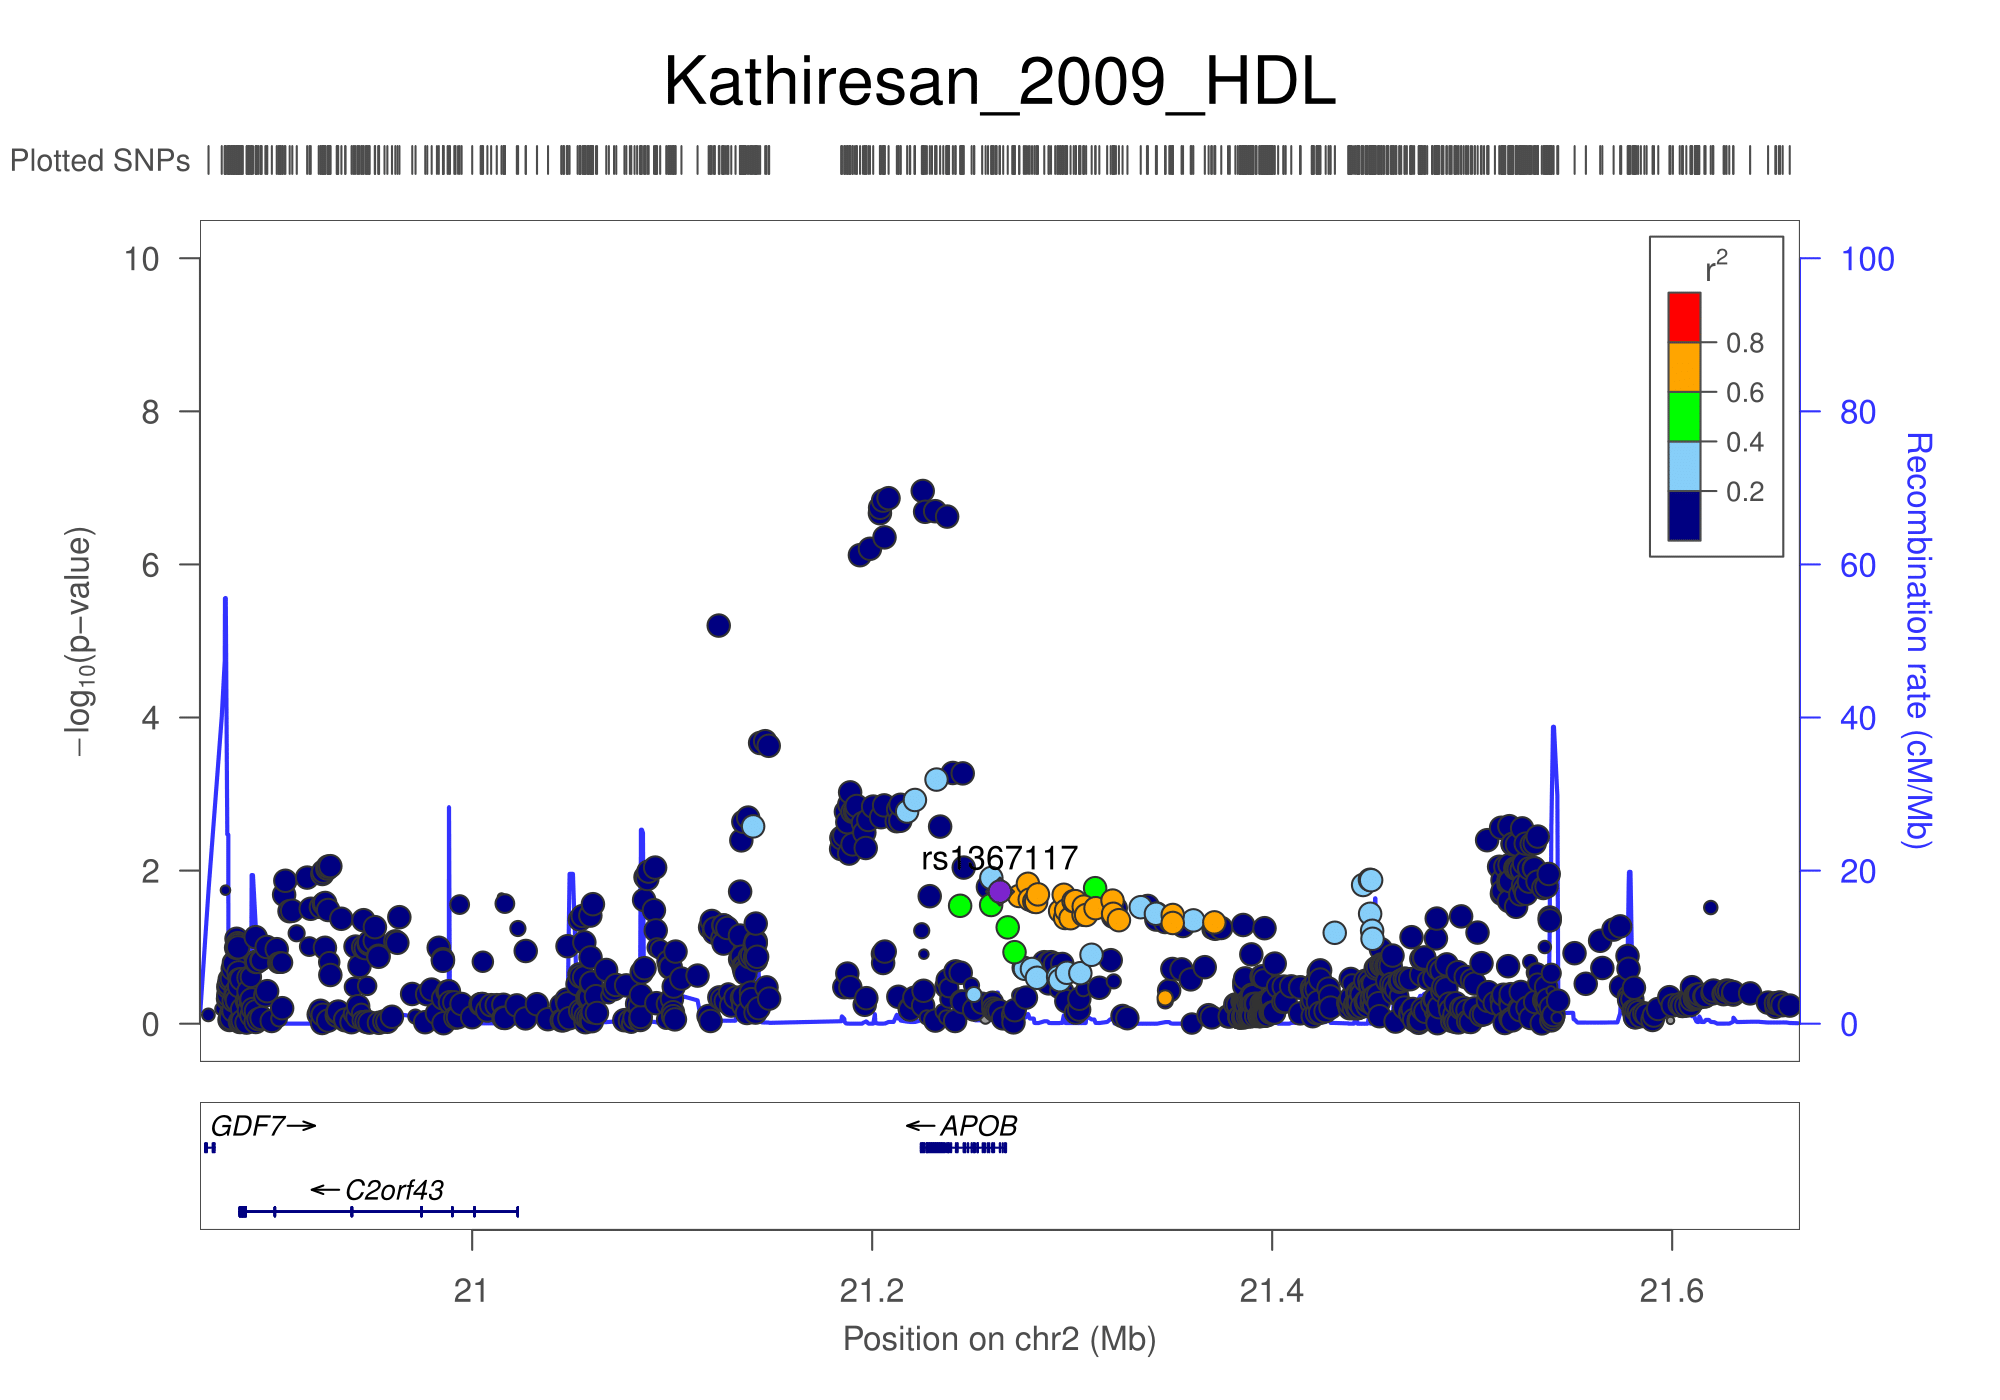 Kathiresan_2009_HDL
Plotted SNPs
10
8
6
4
2
0
−log10(p−value)
100
80
60
40
20
0
Recombination rate (cM/Mb)
r2
0.8
0.6
0.4
0.2
rs1367117
GDF7
APOB
C2orf43
21
21.2
21.4
21.6
Position on chr2 (Mb)